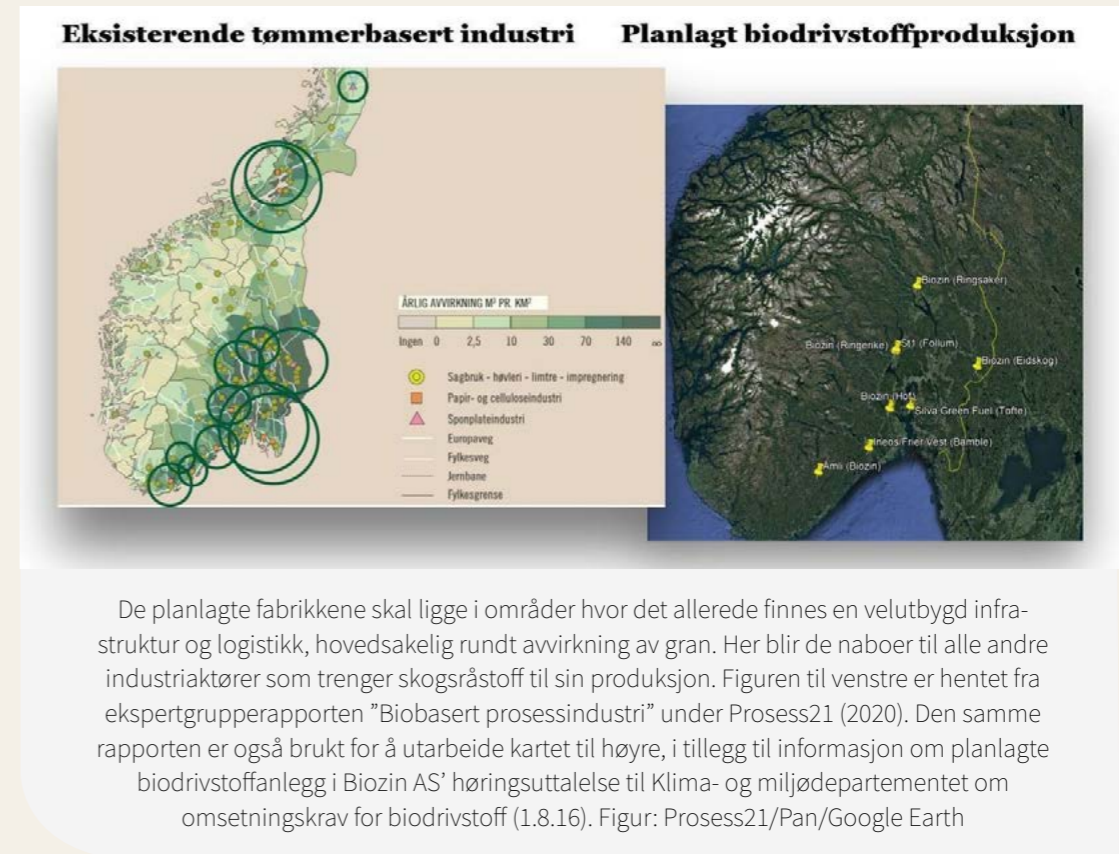 Eksisterende tømmerbasert industri
Planlagt biodrivstoffproduksjon
ÅRLIG AVVIRKNING M³ PR. KM²
Ingen 0 2,5 10 30 70 140 ∞
Sagbruk - høvleri - limtre - impregnering
Papir- og celluloseindustri
Sponplateindustri
Europaveg
Fylkesveg
Jernbane
Fylkesgrense
Biozin (Ringsaker)
Biozin (Ringerike)
St1 (Follum)
Biozin (Eidskog)
Biozin (Hof)
Silva Green Fuel (Tofte)
Ineos/Frier Vest (Bamble)
Åmli (Biozin)
De planlagte fabrikkene skal ligge i områder hvor det allerede finnes en velutbygd infra-
struktur og logistikk, hovedsakelig rundt avvirkning av gran. Her blir de naboer til alle andre
industriaktører som trenger skogsråstoff til sin produksjon. Figuren til venstre er hentet fra
ekspertgrupperapporten ”Biobasert prosessindustri” under Prosess21 (2020). Den samme
rapporten er også brukt for å utarbeide kartet til høyre, i tillegg til informasjon om planlagte
biodrivstoffanlegg i Biozin AS’ høringsuttalelse til Klima- og miljødepartementet om
omsetningskrav for biodrivstoff (1.8.16). Figur: Prosess21/Pan/Google Earth